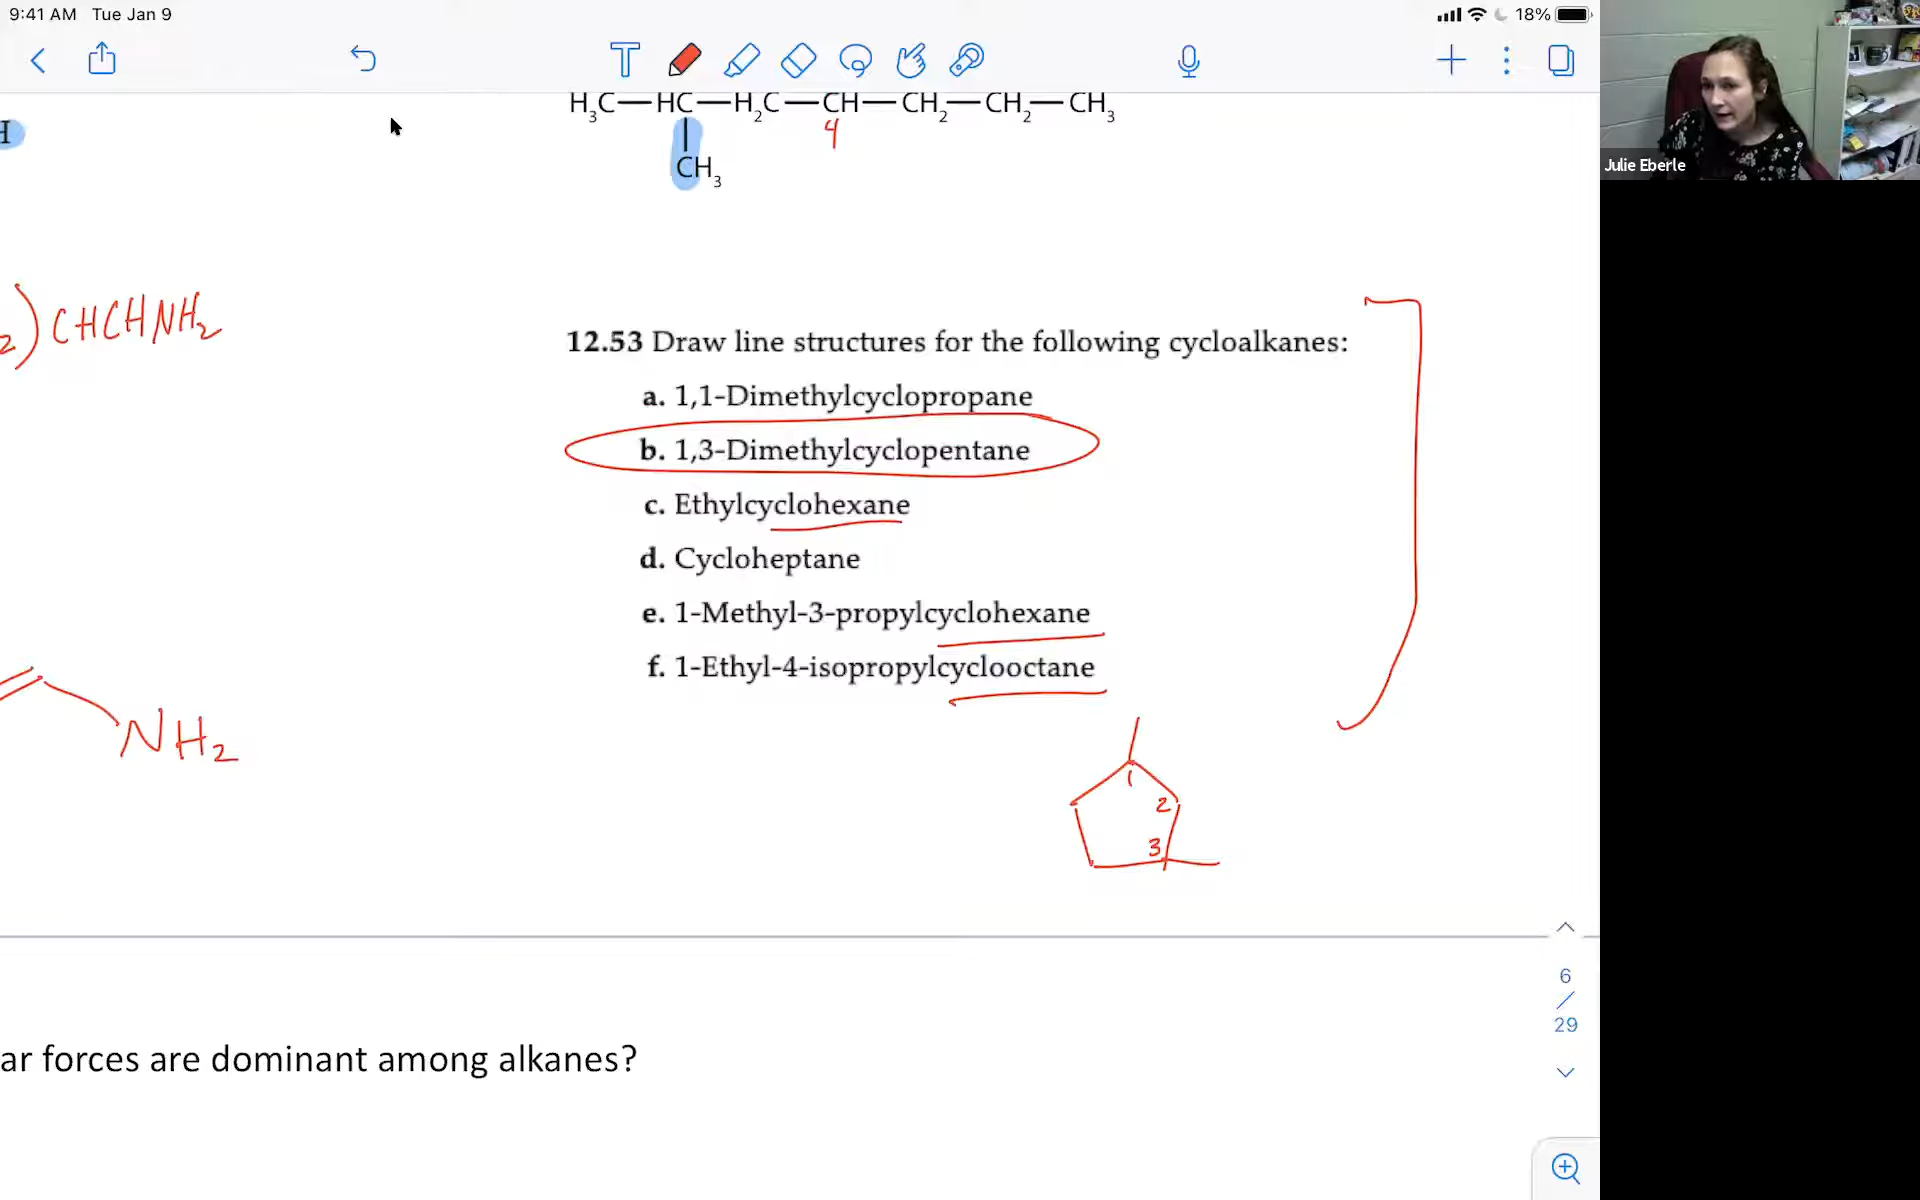 9:41 AM Tue Jan 9
18%
Julie Eberle
H₃C—HC—H₂C—CH—CH₂—CH₂—CH₃
4
CH₃
H
2)CHCHNH₂
12.53 Draw line structures for the following cycloalkanes:
a. 1,1-Dimethylcyclopropane
b. 1,3-Dimethylcyclopentane
c. Ethylcyclohexane
d. Cycloheptane
e. 1-Methyl-3-propylcyclohexane
f. 1-Ethyl-4-isopropylcyclooctane
NH₂
1
2
3
6
/
29
ar forces are dominant among alkanes?